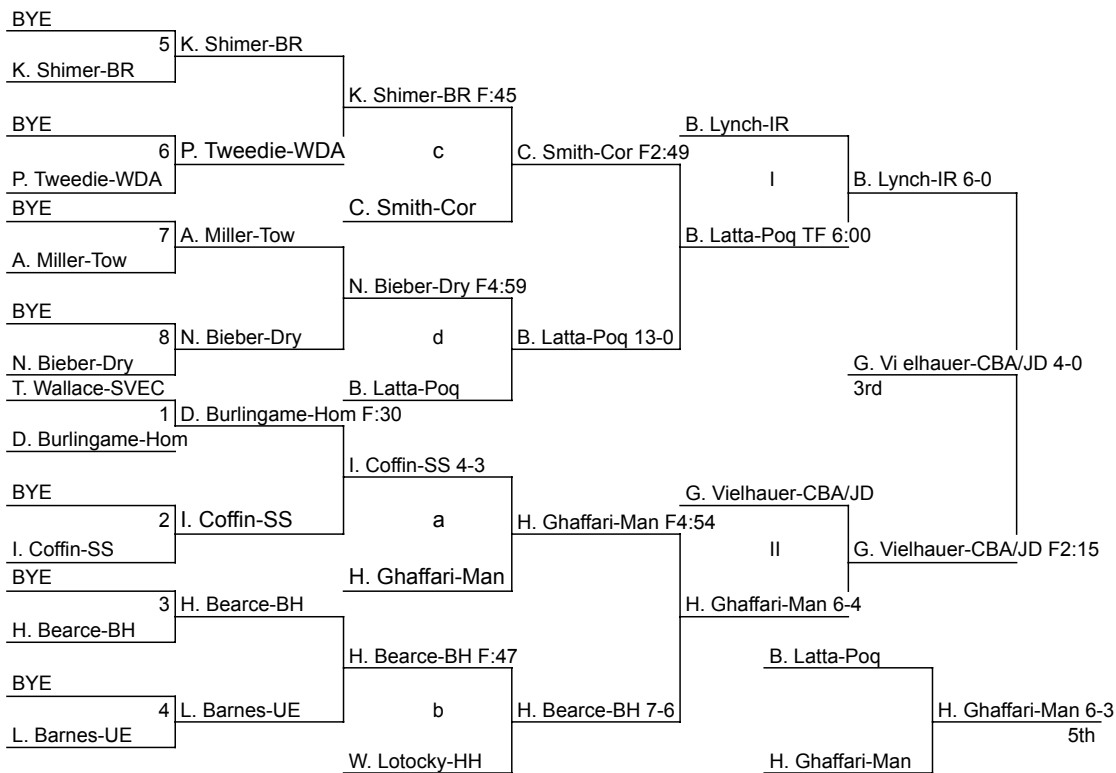 BYE
5 K. Shimer-BR
K. Shimer-BR
K. Shimer-BR F:45
BYE
B. Lynch-IR
6 P. Tweedie-WDA
c
C. Smith-Cor F2:49
P. Tweedie-WDA
I
B. Lynch-IR 6-0
BYE
C. Smith-Cor
7 A. Miller-Tow
B. Latta-Poq TF 6:00
A. Miller-Tow
N. Bieber-Dry F4:59
BYE
8 N. Bieber-Dry
d
B. Latta-Poq 13-0
N. Bieber-Dry
G. Vi elhauer-CBA/JD 4-0
T. Wallace-SVEC
B. Latta-Poq
3rd
1 D. Burlingame-Hom F:30
D. Burlingame-Hom
I. Coffin-SS 4-3
BYE
G. Vielhauer-CBA/JD
2 I. Coffin-SS
a
H. Ghaffari-Man F4:54
I. Coffin-SS
II
G. Vielhauer-CBA/JD F2:15
BYE
H. Ghaffari-Man
3 H. Bearce-BH
H. Ghaffari-Man 6-4
H. Bearce-BH
H. Bearce-BH F:47
B. Latta-Poq
BYE
4 L. Barnes-UE
b
H. Bearce-BH 7-6
H. Ghaffari-Man 6-3
L. Barnes-UE
5th
W. Lotocky-HH
H. Ghaffari-Man